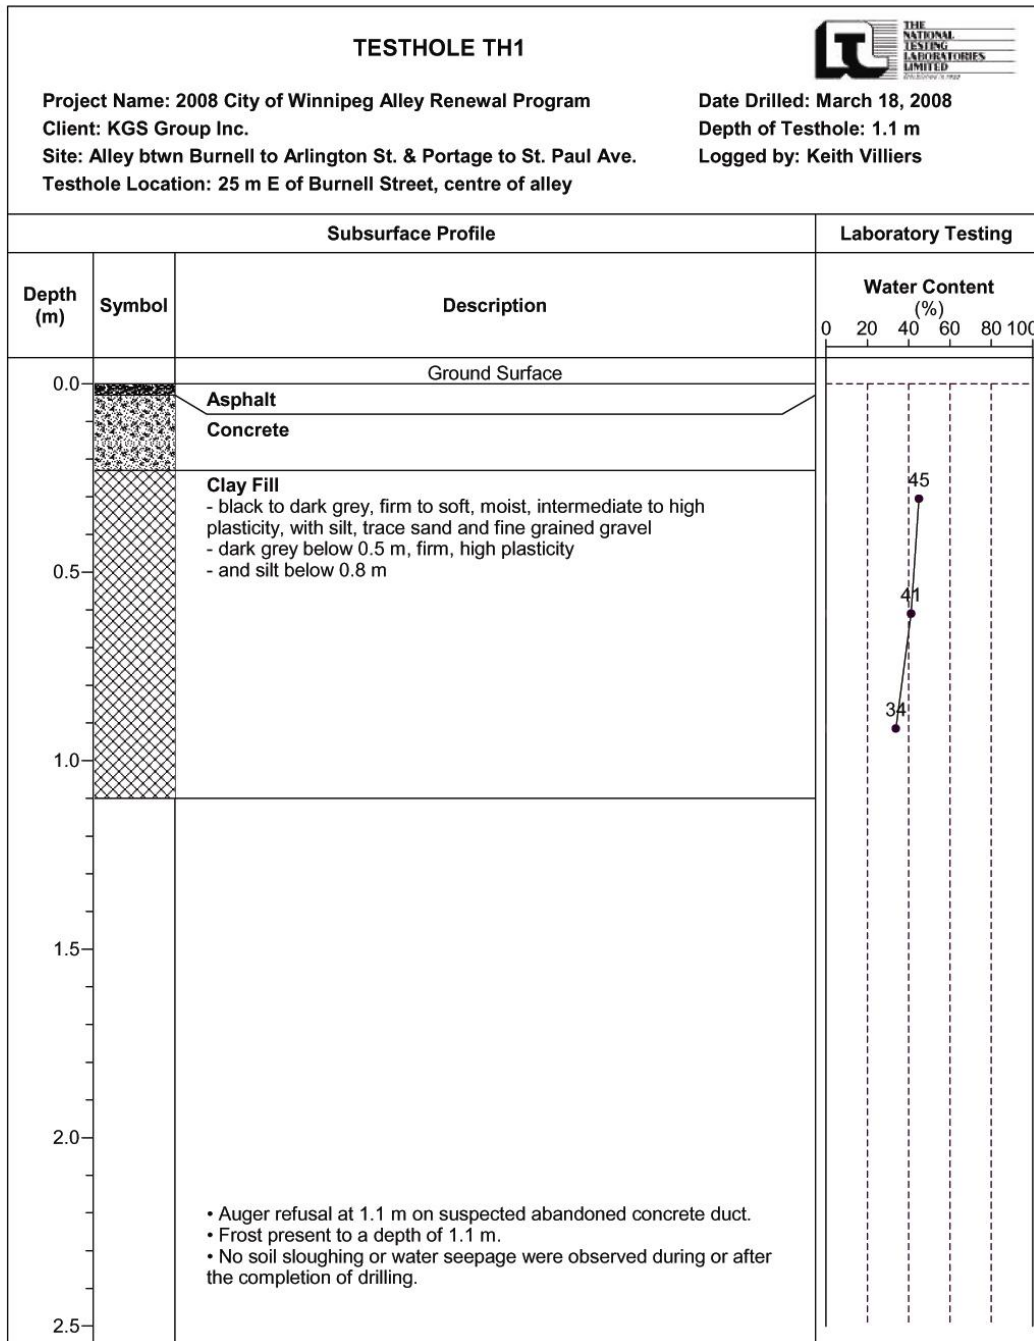 TESTHOLE TH1
THE
NATIONAL
TESTING
LABORATORIES
LIMITED
Project Name: 2008 City of Winnipeg Alley Renewal Program
Client: KGS Group Inc.
Site: Alley btwn Burnell to Arlington St. & Portage to St. Paul Ave.
Testhole Location: 25 m E of Burnell Street, centre of alley
Date Drilled: March 18, 2008
Depth of Testhole: 1.1 m
Logged by: Keith Villiers
Subsurface Profile
Laboratory Testing
Depth
(m)
Symbol
Description
Water Content
(%)
0 20 40 60 80 100
Ground Surface
0.0
Asphalt
Concrete
Clay Fill
- black to dark grey, firm to soft, moist, intermediate to high
plasticity, with silt, trace sand and fine grained gravel
- dark grey below 0.5 m, firm, high plasticity
- and silt below 0.8 m
45
0.5
41
34
1.0
1.5
2.0
• Auger refusal at 1.1 m on suspected abandoned concrete duct.
• Frost present to a depth of 1.1 m.
• No soil sloughing or water seepage were observed during or after
the completion of drilling.
2.5